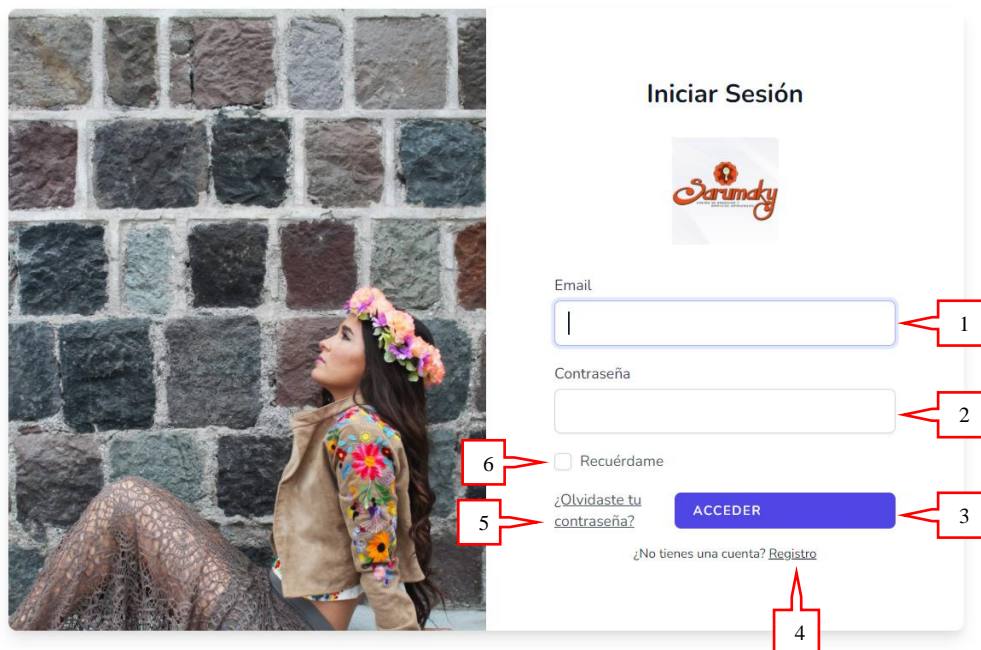 Iniciar Sesión
Sarumaky
Email
1
Contraseña
2
6
Recuérdame
¿Olvidaste tu
contraseña?
5
ACCEDER
3
¿No tienes una cuenta? Registro
4